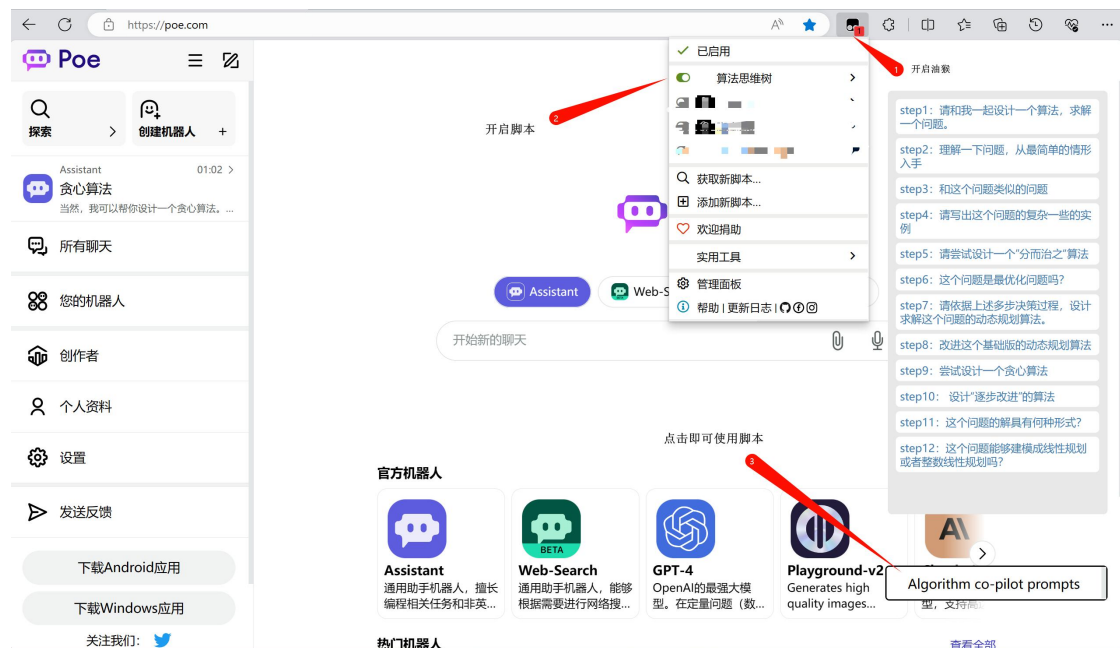 https://poe.com
Poe
探索
创建机器人 +
Assistant 01:02
贪心算法
当然，我可以帮你设计一个贪心算法。...
所有聊天
您的机器人
创作者
个人资料
设置
发送反馈
下载Android应用
下载Windows应用
关注我们:
开启脚本
2
已启用
算法思维树
获取新脚本...
添加新脚本...
欢迎捐助
实用工具
管理面板
帮助 | 更新日志 |
1
1 开启油猴
step1：请和我一起设计一个算法，求解
一个问题。
step2：理解一下问题，从最简单的情形
入手
step3：和这个问题类似的问题
step4：请写出这个问题的复杂一些的实
例
step5：请尝试设计一个“分而治之”算法
step6：这个问题是最优化问题吗？
step7：请依据上述多步决策过程，设计
求解这个问题的动态规划算法。
step8：改进这个基础版的动态规划算法
step9：尝试设计一个贪心算法
step10： 设计“逐步改进”的算法
step11：这个问题的解具有何种形式？
step12：这个问题能够建模成线性规划
或者整数线性规划吗？
Assistant
Web-S
开始新的聊天
点击即可使用脚本
3
官方机器人
BETA
Assistant
通用助手机器人，擅长
编程相关任务和非英...
Web-Search
通用助手机器人，能够
根据需要进行网络搜...
GPT-4
OpenAI的最强大模
型。在定量问题（数...
Playground-v2
Generates high
quality images...
Algorithm co-pilot prompts
热门机器人
查看全部